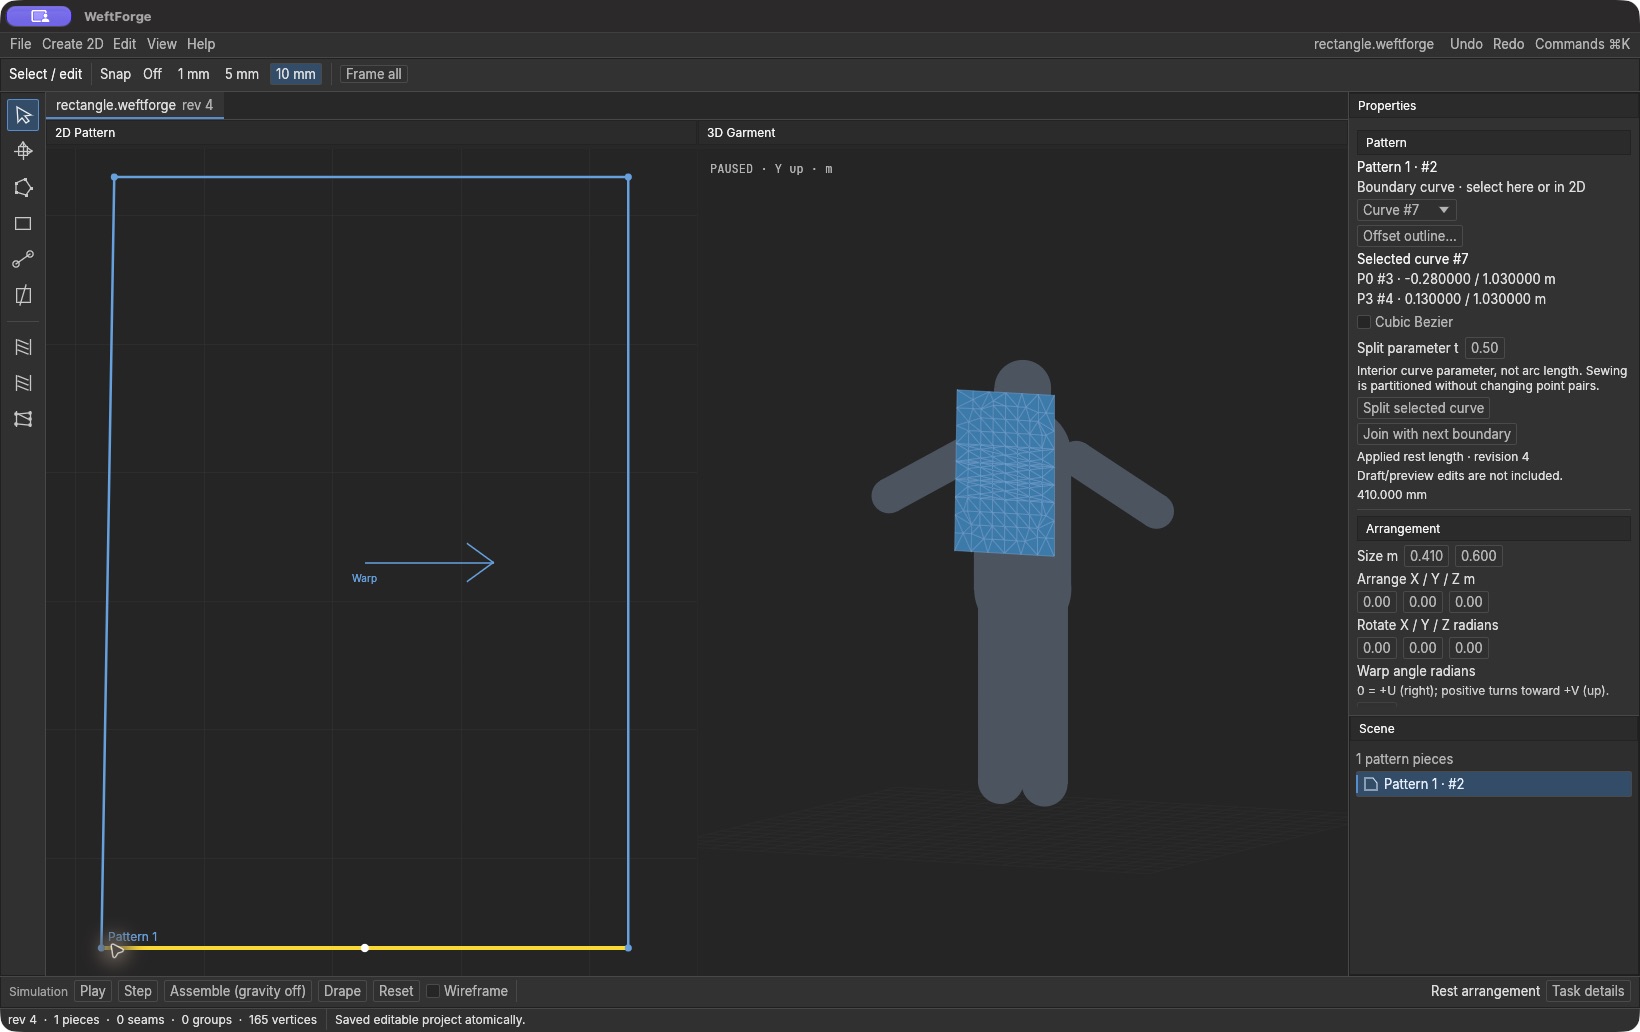 WeftForge
File Create 2D Edit View Help
rectangle.weftforge Undo Redo Commands ⌘K
Select / edit Snap Off 1 mm 5 mm 10 mm Frame all
rectangle.weftforge rev 4
2D Pattern
3D Garment
PAUSED · Y up · m
Warp
Pattern 1
Properties
Pattern
Pattern 1 · #2
Boundary curve · select here or in 2D
Curve #7
Offset outline...
Selected curve #7
P0 #3 · -0.280000 / 1.030000 m
P3 #4 · 0.130000 / 1.030000 m
Cubic Bezier
Split parameter t 0.50
Interior curve parameter, not arc length. Sewing
is partitioned without changing point pairs.
Split selected curve
Join with next boundary
Applied rest length · revision 4
Draft/preview edits are not included.
410.000 mm
Arrangement
Size m 0.410 0.600
Arrange X / Y / Z m
0.00 0.00 0.00
Rotate X / Y / Z radians
0.00 0.00 0.00
Warp angle radians
0 = +U (right); positive turns toward +V (up).
Scene
1 pattern pieces
Pattern 1 · #2
Simulation Play Step Assemble (gravity off) Drape Reset Wireframe
Rest arrangement Task details
rev 4 · 1 pieces · 0 seams · 0 groups · 165 vertices Saved editable project atomically.